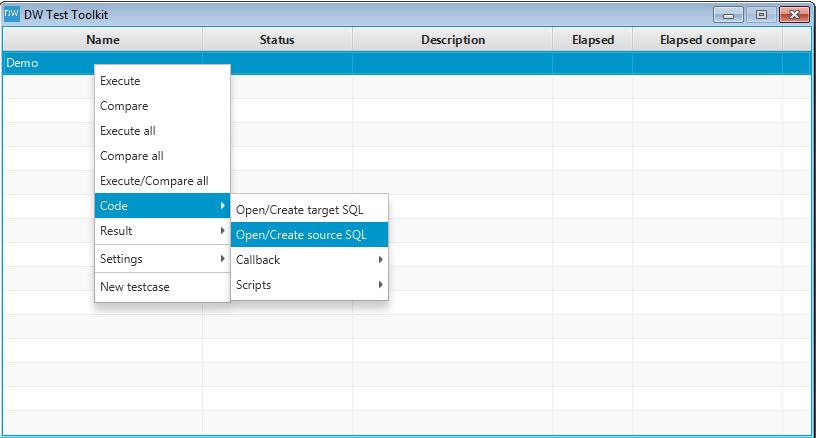 DW DW Test Toolkit
Name Status Description Elapsed Elapsed compare
Demo
Execute
Compare
Execute all
Compare all
Execute/Compare all
Code
Result
Settings
New testcase
Open/Create target SQL
Open/Create source SQL
Callback
Scripts